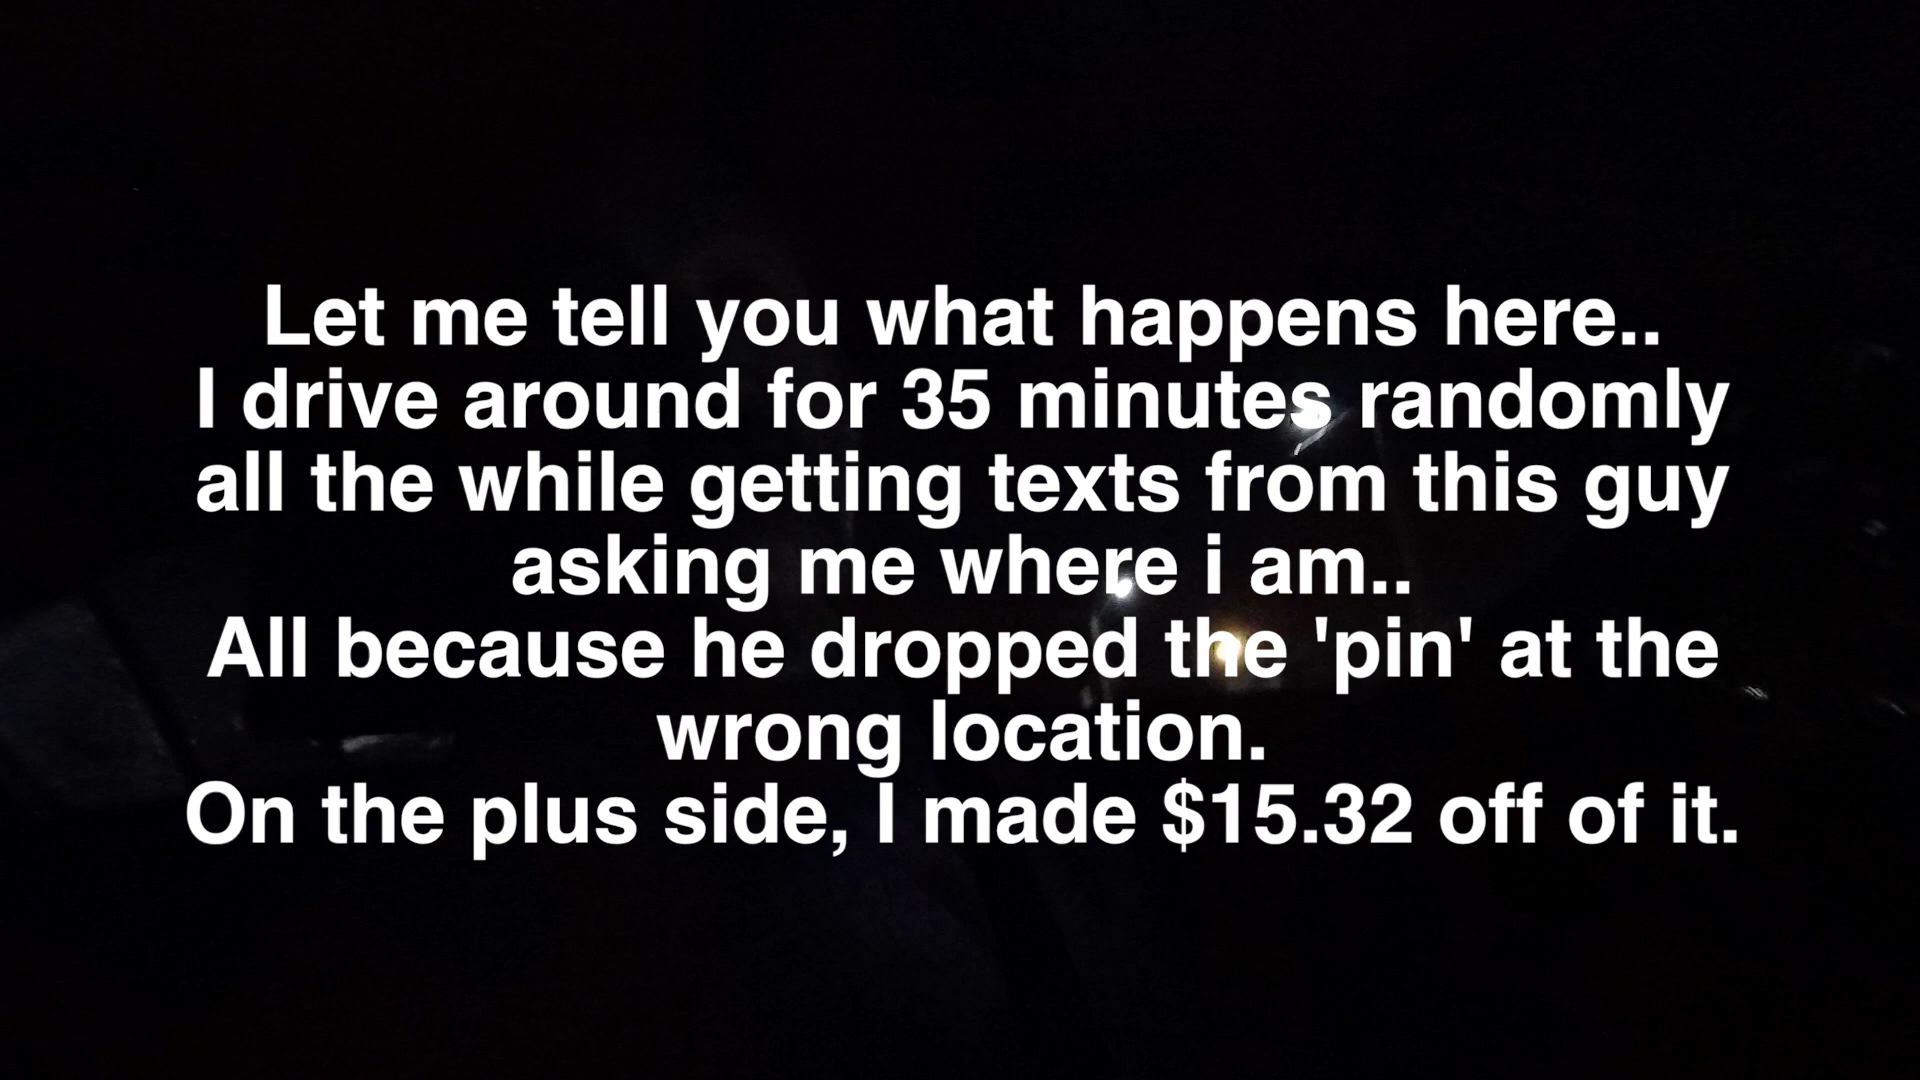 Let me tell you what happens here..
I drive around for 35 minutes randomly
all the while getting texts from this guy
asking me where i am..
All because he dropped the 'pin' at the
wrong location.
On the plus side, I made $15.32 off of it.